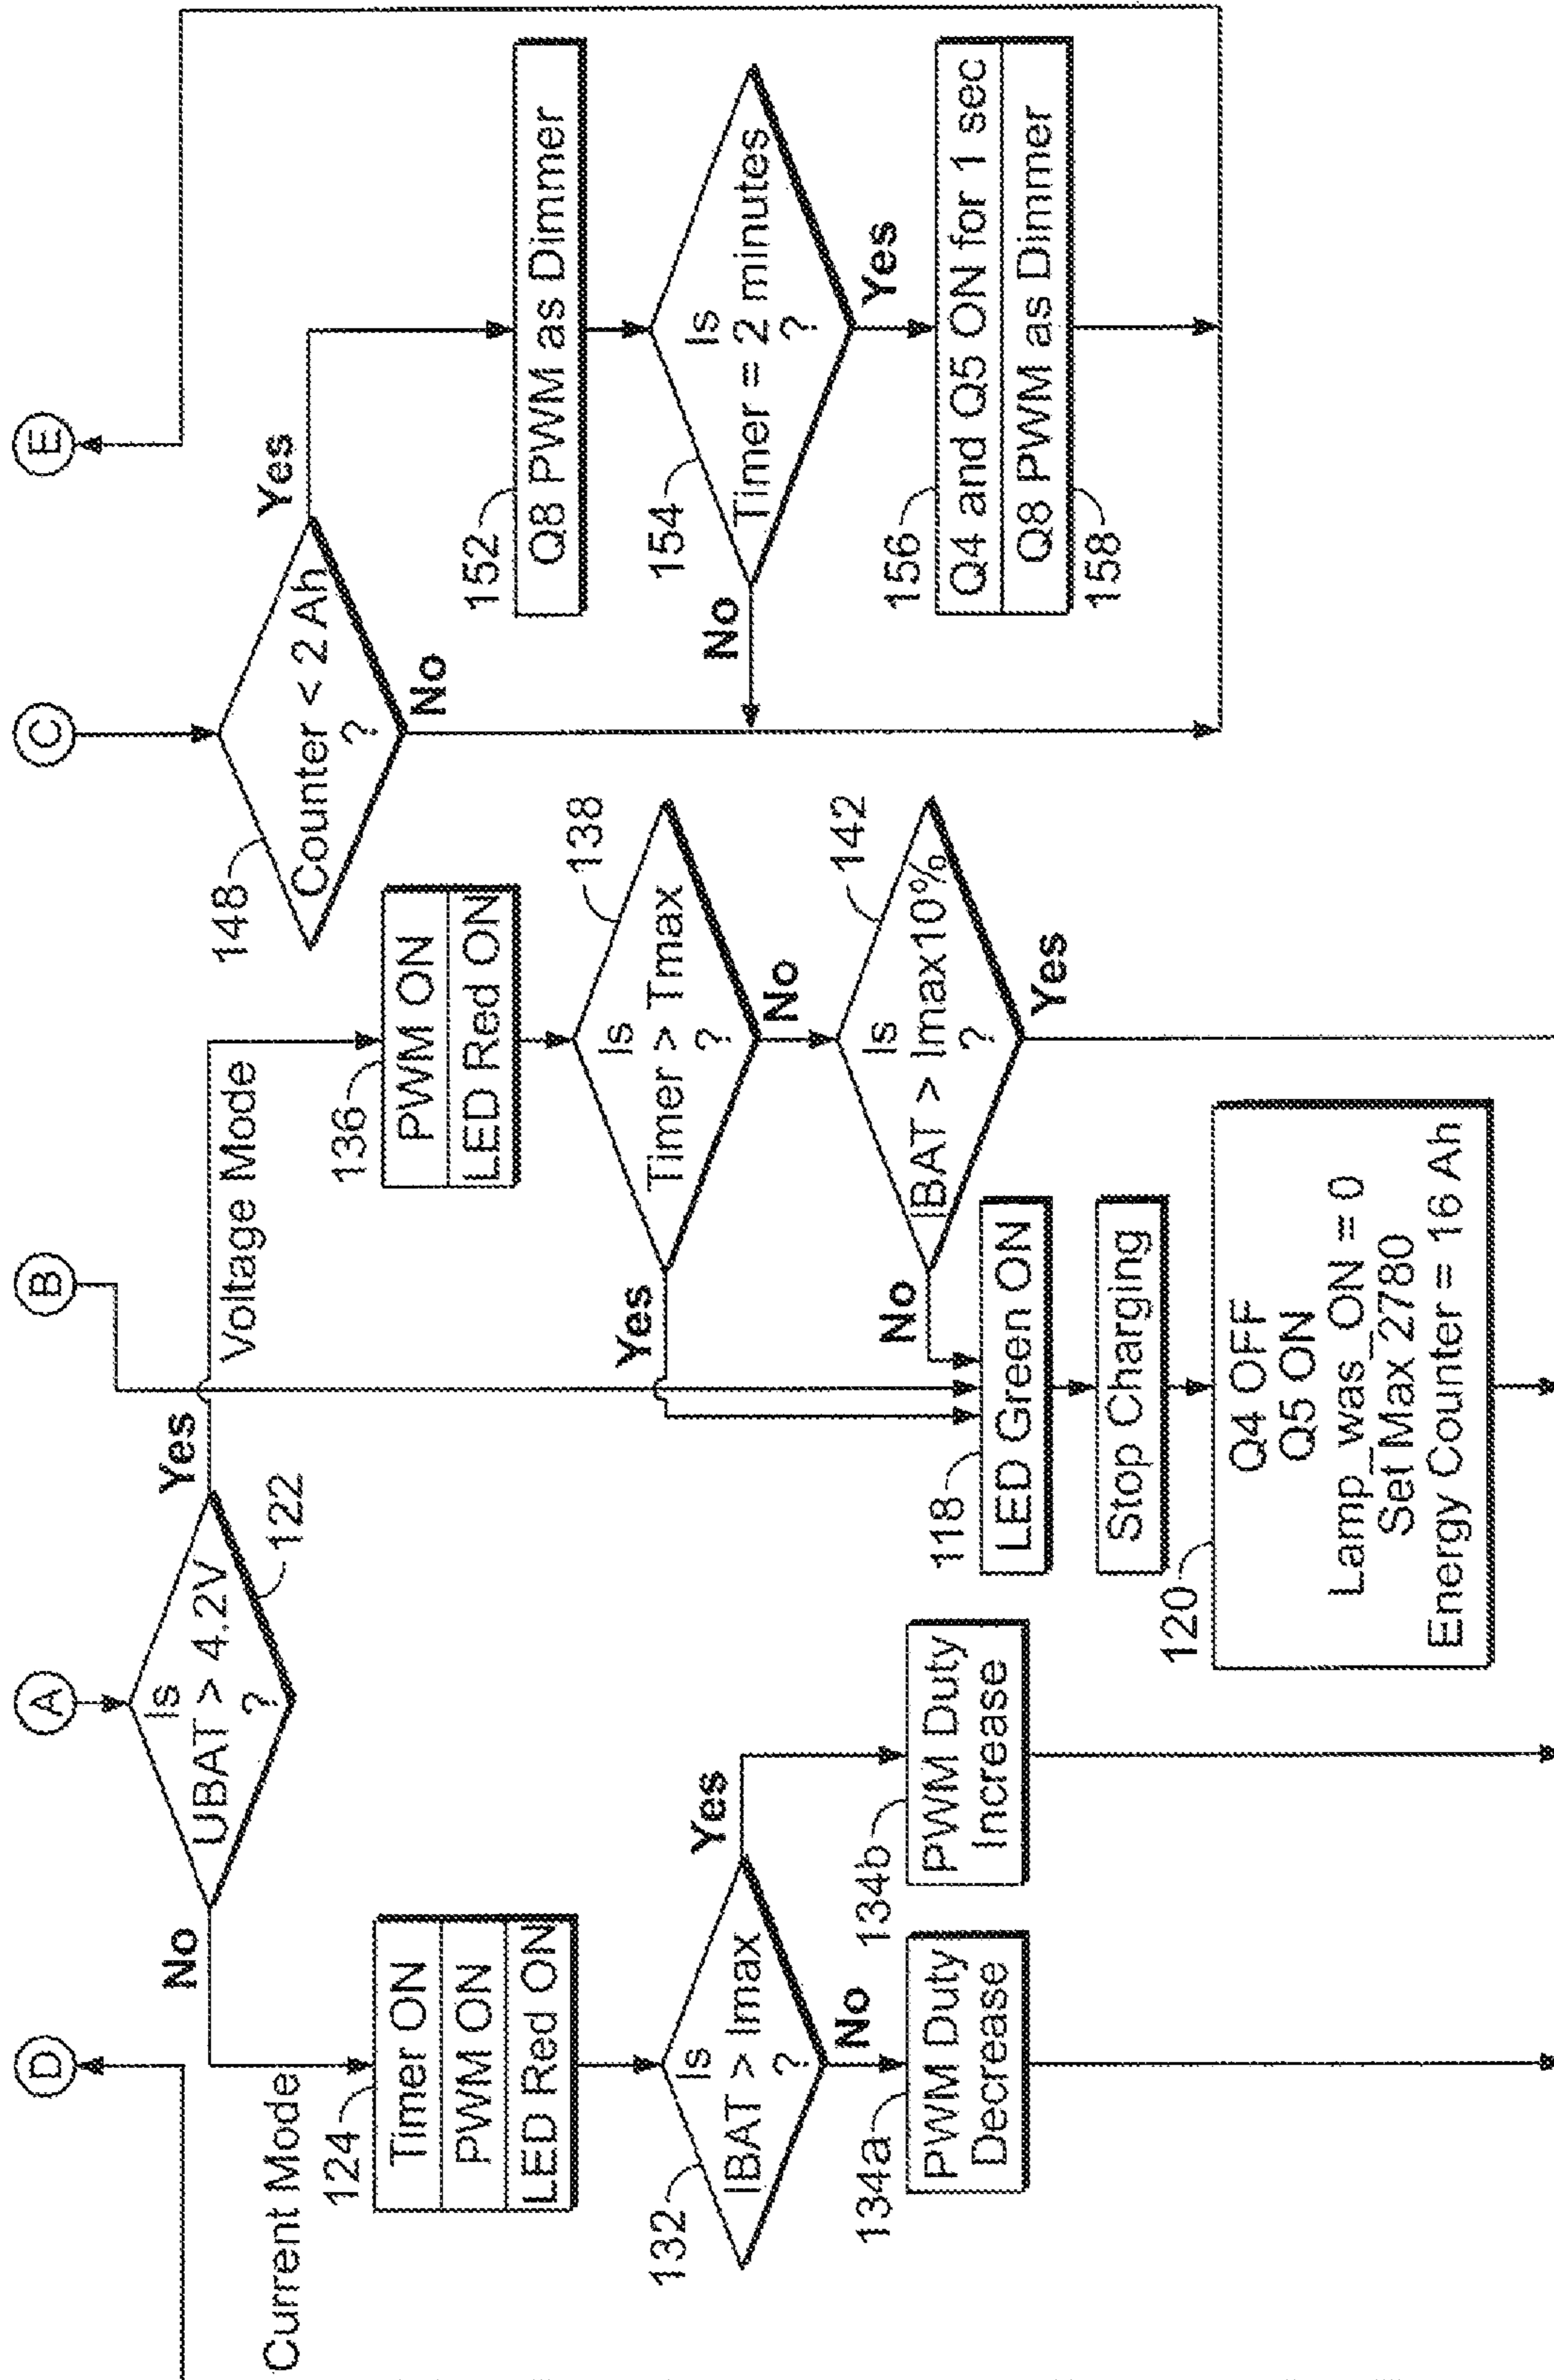 D
A
B
C
E
Is
UBAT > 4.2V
?
122
No
Yes
Current Mode
Voltage Mode
124
Timer ON
PWM ON
LED Red ON
132
Is
IBAT > Imax
?
Yes
No
134a
PWM Duty
Decrease
134b
PWM Duty
Increase
136
PWM ON
LED Red ON
138
Is
Timer > Tmax
?
Yes
No
142
Is
IBAT > Imax10%
?
No
Yes
118
LED Green ON
Stop Charging
120
Q4 OFF
Q5 ON
Lamp_was_ON = 0
Set Max 2780
Energy Counter = 16 Ah
148
Counter < 2 Ah
?
Yes
No
152
Q8 PWM as Dimmer
154
Is
Timer = 2 minutes
?
No
Yes
156
Q4 and Q5 ON for 1 sec
Q8 PWM as Dimmer
158